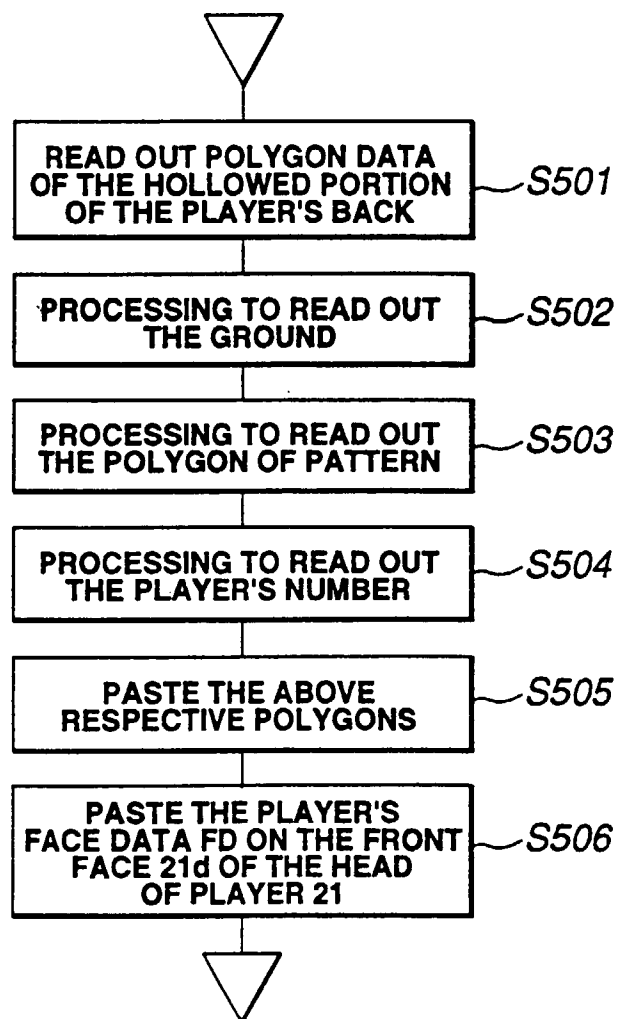 READ OUT POLYGON DATA
OF THE HOLLOWED PORTION
OF THE PLAYER'S BACK
S501
PROCESSING TO READ OUT
THE GROUND
S502
PROCESSING TO READ OUT
THE POLYGON OF PATTERN
S503
PROCESSING TO READ OUT
THE PLAYER'S NUMBER
S504
PASTE THE ABOVE
RESPECTIVE POLYGONS
S505
PASTE THE PLAYER'S
FACE DATA FD ON THE FRONT
FACE 21d OF THE HEAD
OF PLAYER 21
S506